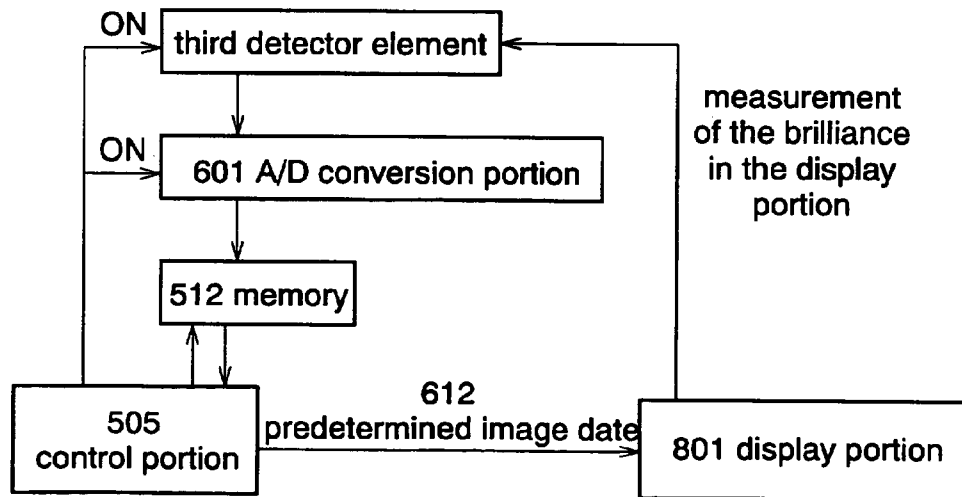 ON
third detector element
measurement
of the brilliance
in the display
portion
ON
601 A/D conversion portion
512 memory
612
predetermined image date
505
control portion
801 display portion